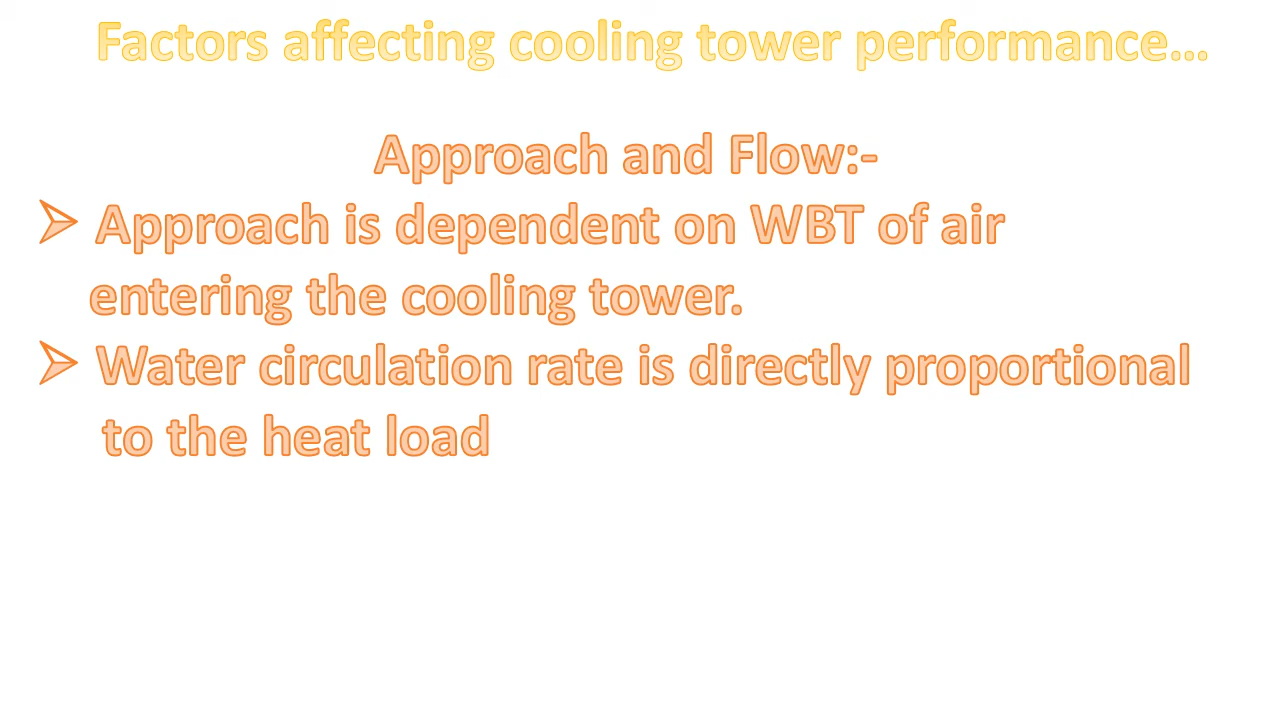 Factors affecting cooling tower performance...
Approach and Flow:-
➢ Approach is dependent on WBT of air
entering the cooling tower.
➢ Water circulation rate is directly proportional
to the heat load